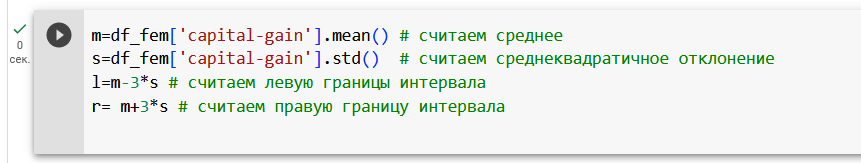 m=df_fem['capital-gain'].mean() # считаем среднее
0
s=df_fem['capital-gain'].std()  # считаем среднеквадратичное отклонение
сек.
l=m-3*s # считаем левую границы интервала
r= m+3*s # считаем правую границу интервала